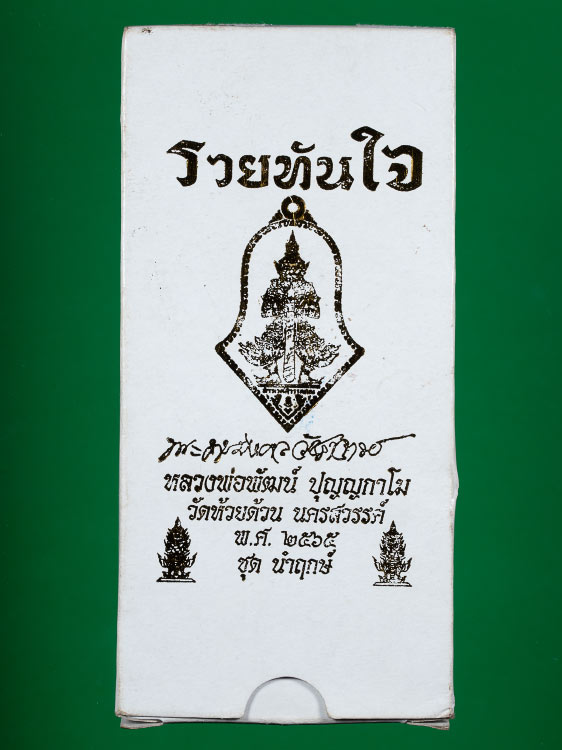 รวยทันใจ
หลวงพ่อพัฒน์ ปุญญกาโม
วัดห้วยด้วน นครสวรรค์
พ.ศ. ๒๕๖๕
ชุด นำฤกษ์